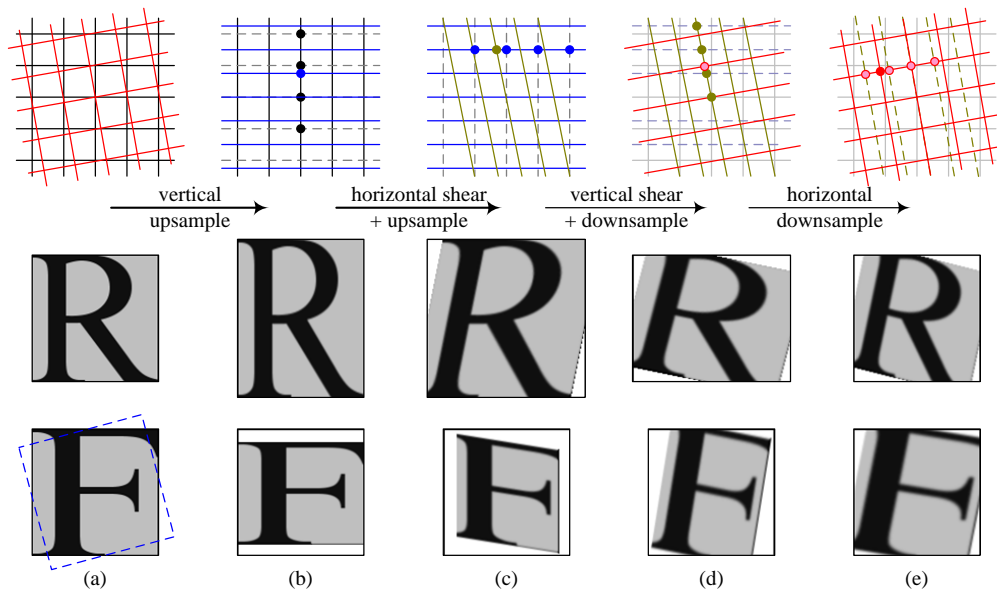 vertical
upsample
horizontal shear
+ upsample
vertical shear
+ downsample
horizontal
downsample
R R R R R
F F F F F
(a) (b) (c) (d) (e)